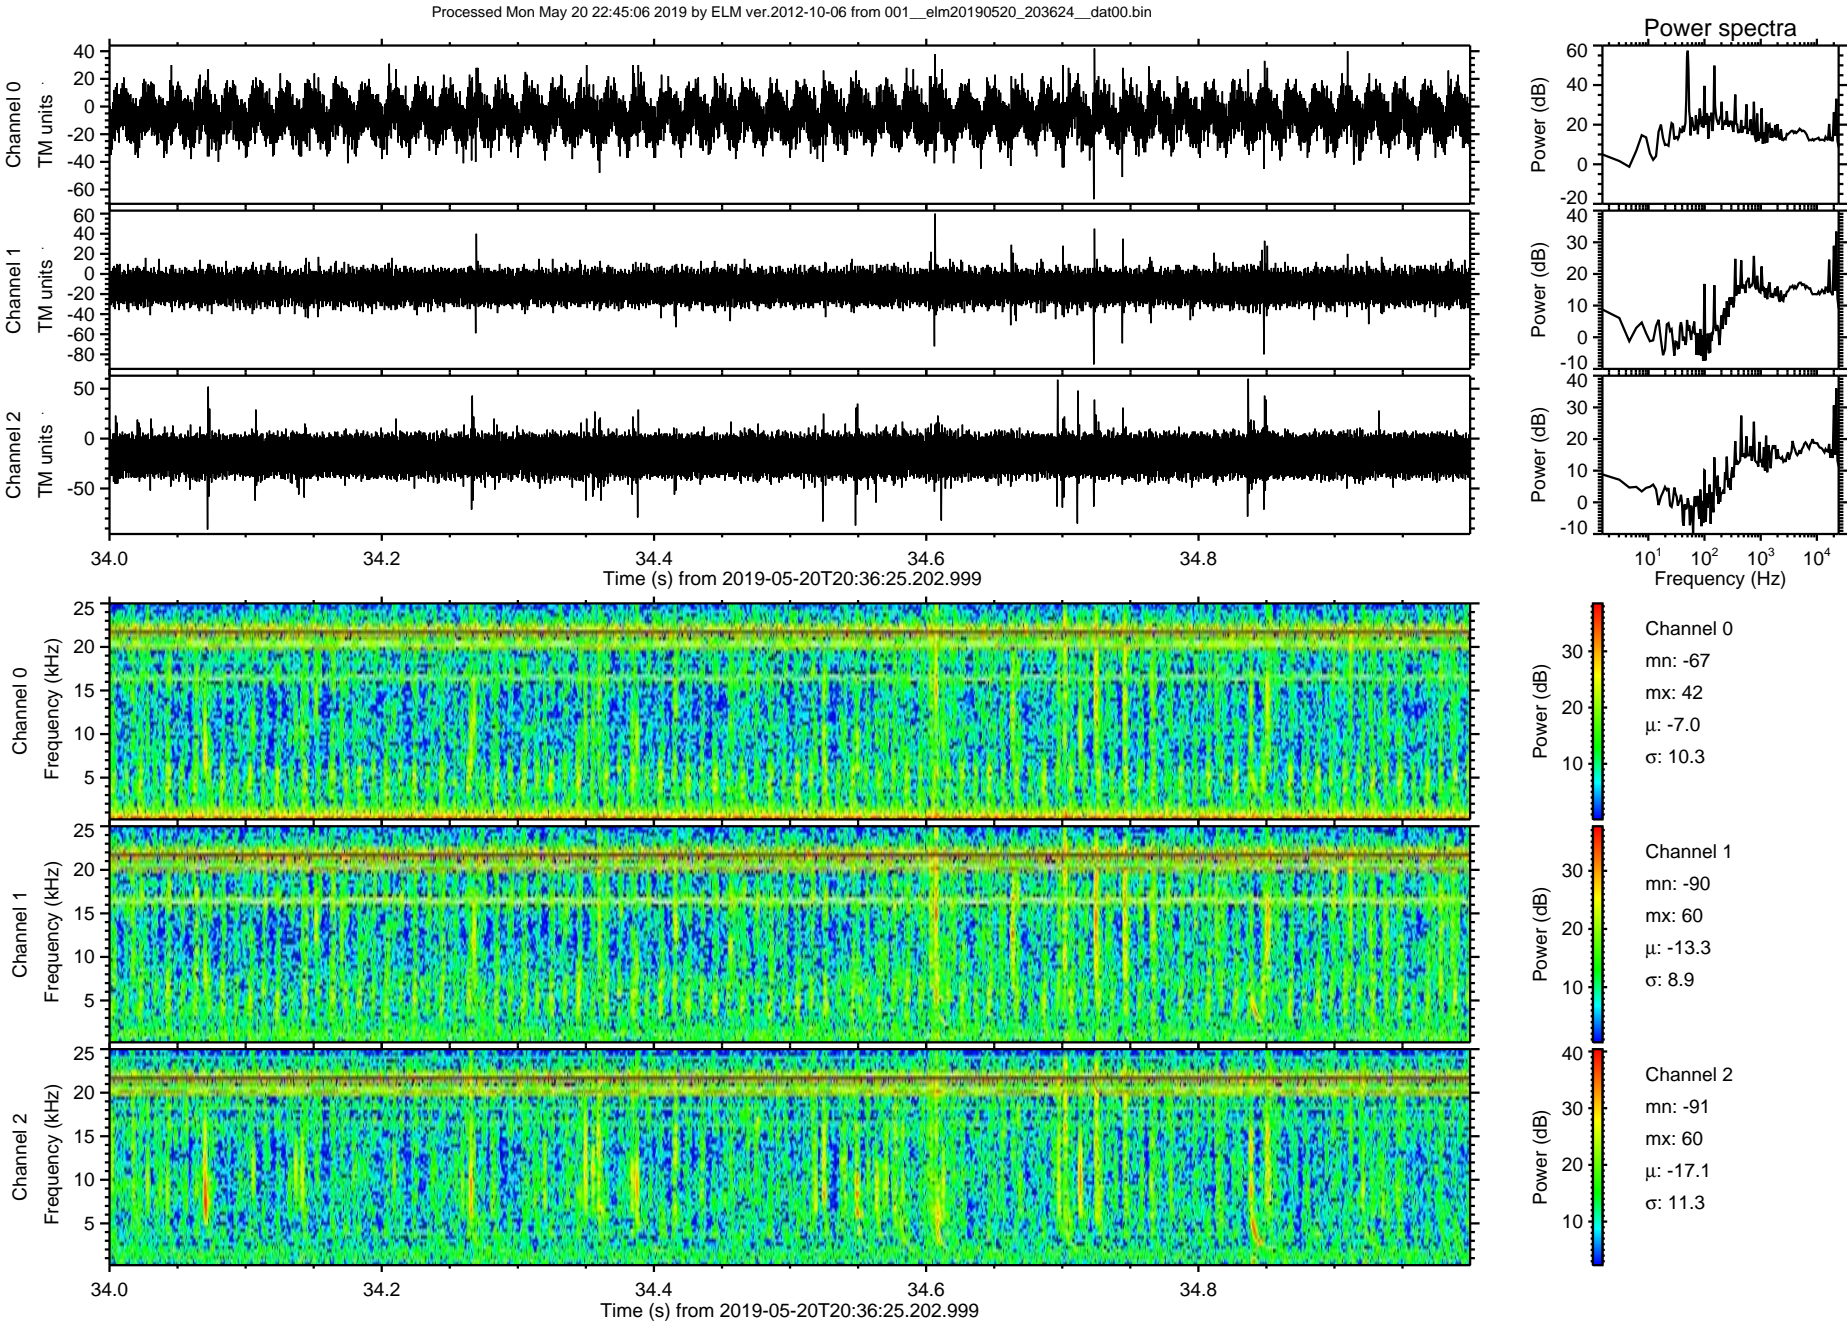 Processed Mon May 20 22:45:06 2019 by ELM ver.2012-10-06 from 001__elm20190520_203624__dat00.bin
Power spectra
Channel 0
TM units
40
20
0
-20
-40
-60
Power (dB)
60
40
20
0
-20
Channel 1
TM units
60
40
20
0
-20
-40
-60
-80
Power (dB)
40
30
20
10
0
-10
Channel 2
TM units
50
0
-50
Power (dB)
40
30
20
10
0
-10
34.0 34.2 34.4 34.6 34.8
Time (s) from 2019-05-20T20:36:25.202.999
10¹ 10² 10³ 10⁴
Frequency (Hz)
Channel 0
Frequency (kHz)
25
20
15
10
5
Power (dB)
30
20
10
Channel 0
mn: -67
mx: 42
μ: -7.0
σ: 10.3
Channel 1
Frequency (kHz)
25
20
15
10
5
Power (dB)
30
20
10
Channel 1
mn: -90
mx: 60
μ: -13.3
σ: 8.9
Channel 2
Frequency (kHz)
25
20
15
10
5
Power (dB)
40
30
20
10
Channel 2
mn: -91
mx: 60
μ: -17.1
σ: 11.3
34.0 34.2 34.4 34.6 34.8
Time (s) from 2019-05-20T20:36:25.202.999